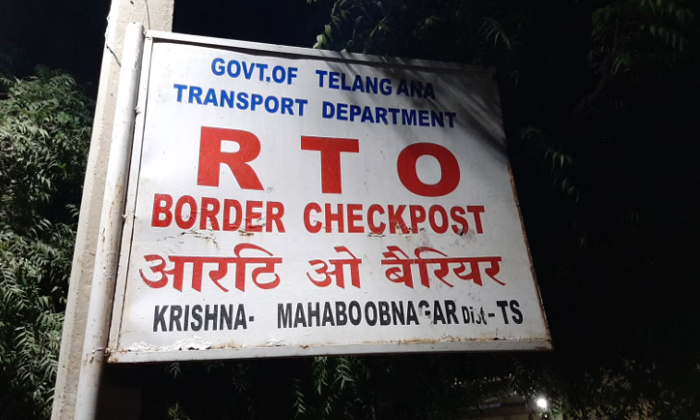 GOVT.OF TELANGANA
TRANSPORT DEPARTMENT
RTO
BORDER CHECKPOST
आरटि ओ बैरियर
KRISHNA- MAHABOOBNAGAR Dist-TS